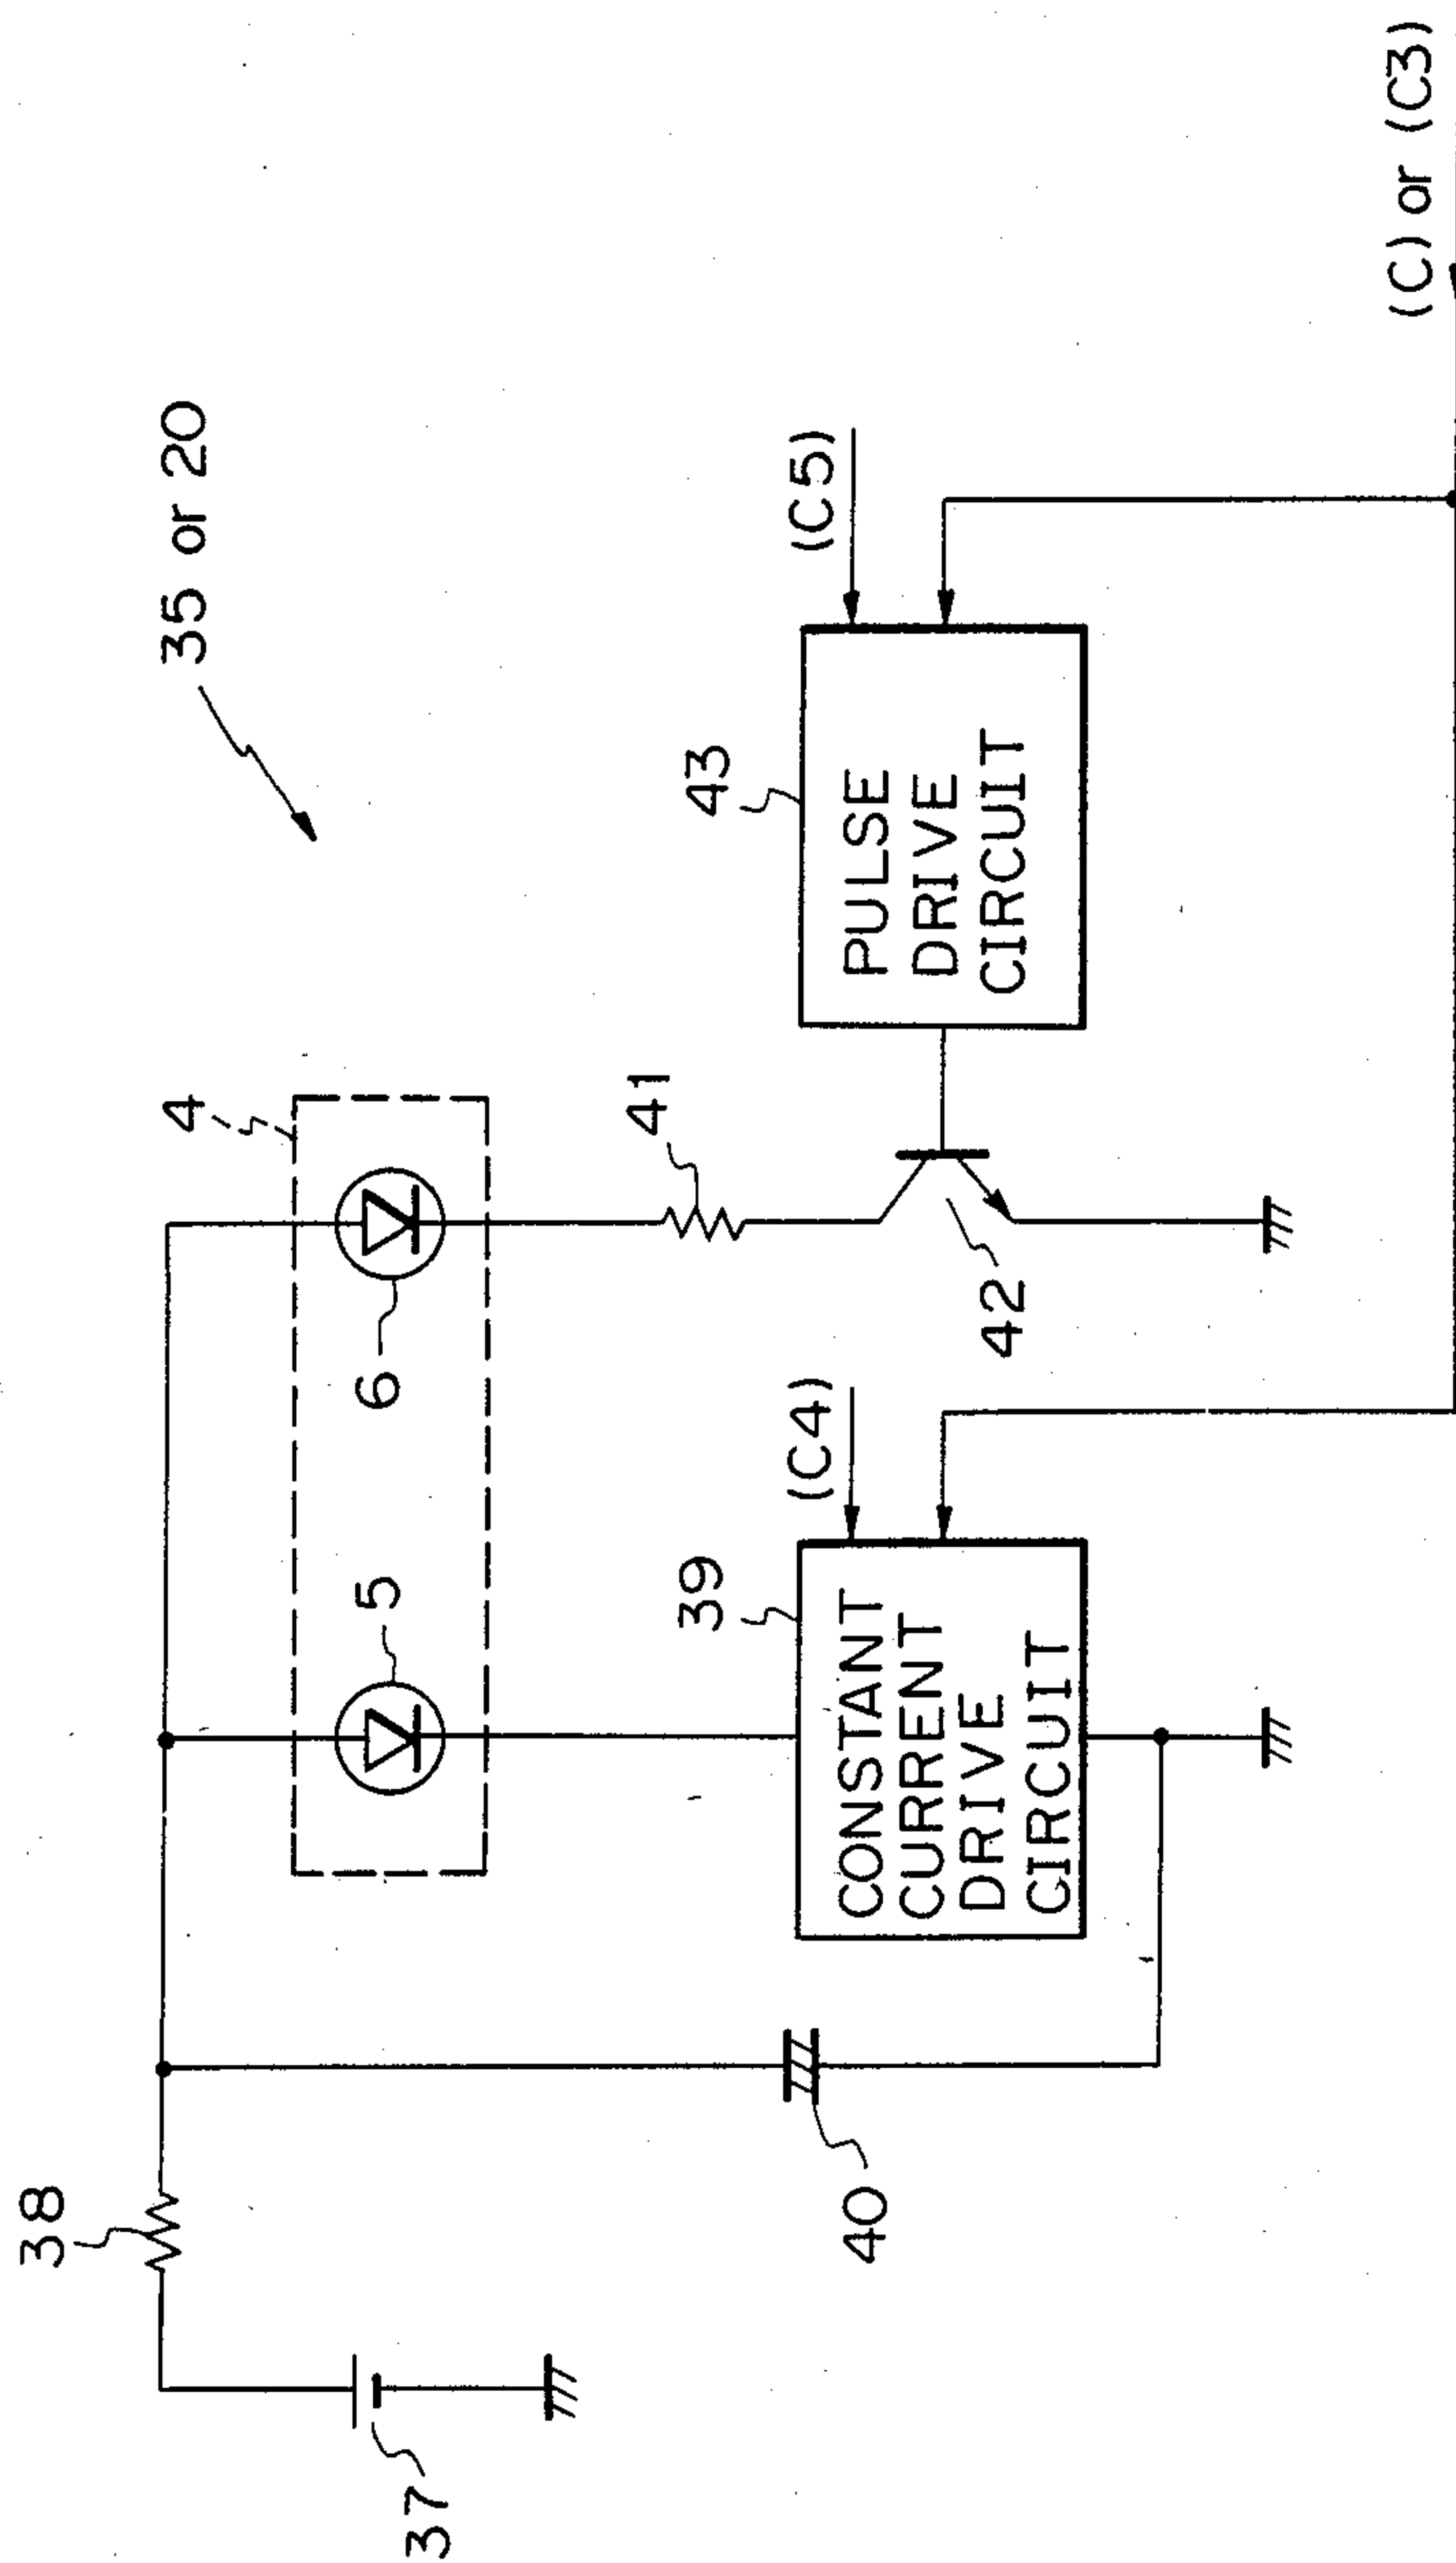 35 or 20
38
4
5
6
37
40
39
CONSTANT
CURRENT
DRIVE
CIRCUIT
(C4)
41
42
43
PULSE
DRIVE
CIRCUIT
(C5)
(C) or (C3)